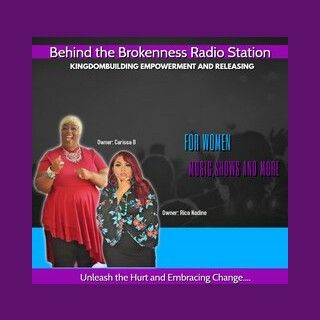 Behind the Brokenness Radio Station
KINGDOMBUILDING EMPOWERMENT AND RELEASING
Owner: Carissa B
FOR WOMEN
MUSIC,SHOWS AND MORE
Owner: Rica Nadine
Unleash the Hurt and Embracing Change....